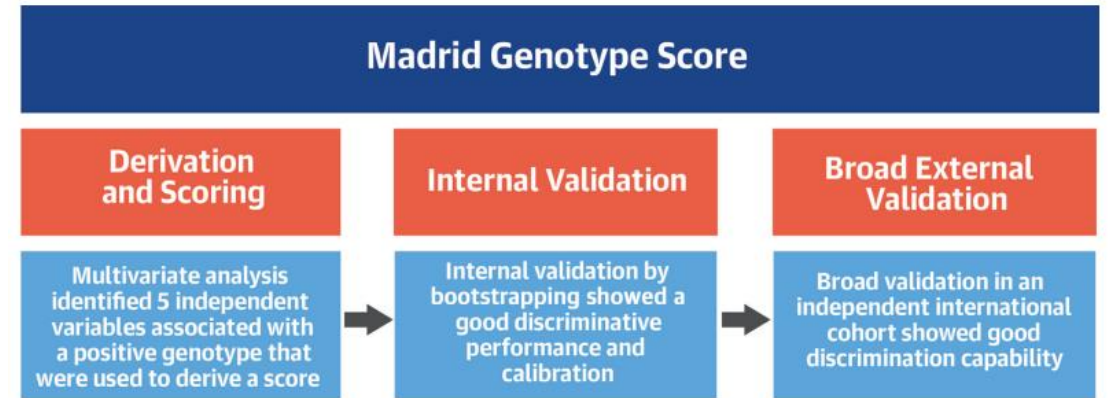 Madrid Genotype Score
Derivation
and Scoring
Multivariate analysis
identified 5 independent
variables associated with
a positive genotype that
were used to derive a score
Internal Validation
Internal validation by
bootstrapping showed a
good discriminative
performance and
calibration
Broad External
Validation
Broad validation in an
independent international
cohort showed good
discrimination capability